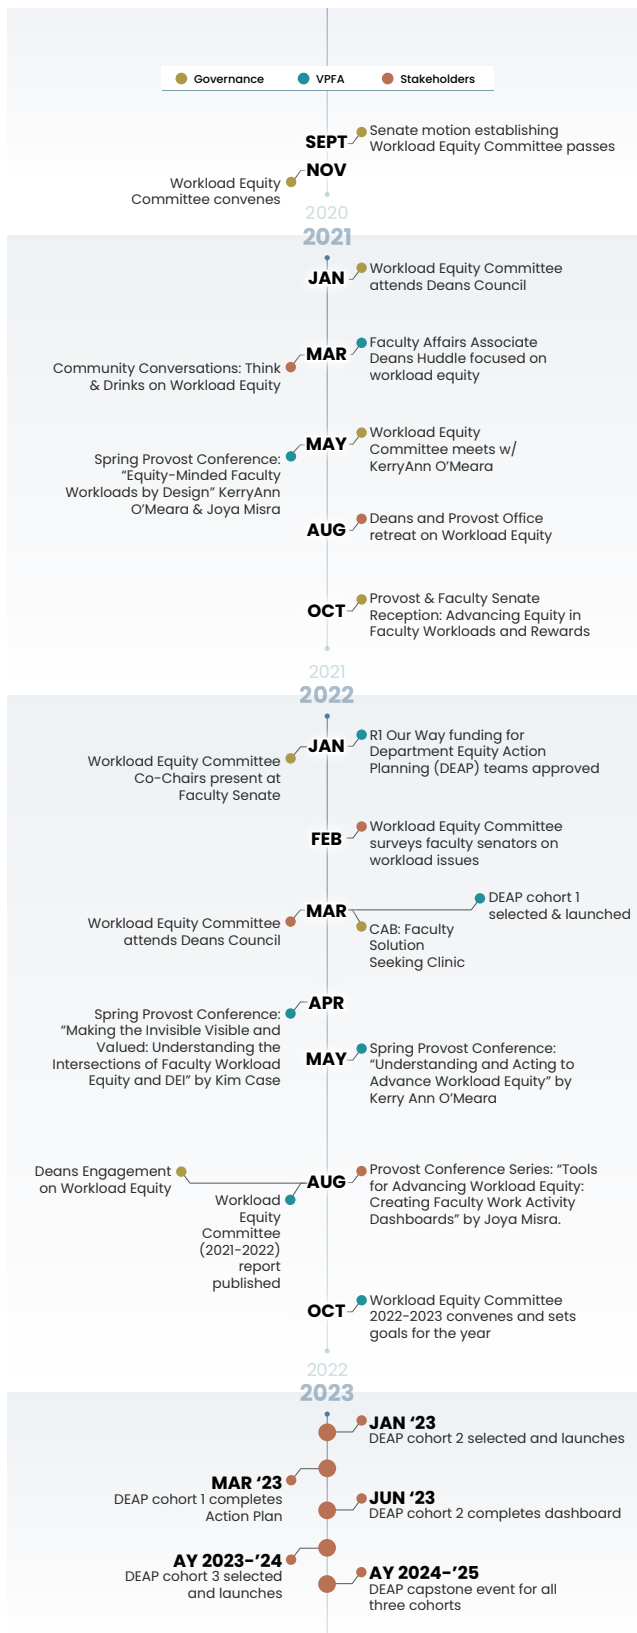 Governance
VPFA
Stakeholders
SEPT
Senate motion establishing
Workload Equity Committee passes
NOV
Workload Equity
Committee convenes
2020
2021
JAN
Workload Equity Committee
attends Deans Council
MAR
Faculty Affairs Associate
Deans Huddle focused on
workload equity
Community Conversations: Think
& Drinks on Workload Equity
MAY
Workload Equity
Committee meets w/
KerryAnn O’Meara
Spring Provost Conference:
“Equity-Minded Faculty
Workloads by Design” KerryAnn
O’Meara & Joya Misra
AUG
Deans and Provost Office
retreat on Workload Equity
OCT
Provost & Faculty Senate
Reception: Advancing Equity in
Faculty Workloads and Rewards
2021
2022
JAN
R1 Our Way funding for
Department Equity Action
Planning (DEAP) teams approved
Workload Equity Committee
Co-Chairs present at
Faculty Senate
FEB
Workload Equity Committee
surveys faculty senators on
workload issues
MAR
DEAP cohort 1
selected & launched
Workload Equity Committee
attends Deans Council
CAB: Faculty
Solution
Seeking Clinic
APR
Spring Provost Conference:
“Making the Invisible Visible and
Valued: Understanding the
Intersections of Faculty Workload
Equity and DEI” by Kim Case
MAY
Spring Provost Conference:
“Understanding and Acting to
Advance Workload Equity” by
Kerry Ann O’Meara
AUG
Deans Engagement
on Workload Equity
Workload
Equity
Committee
(2021-2022)
report
published
Provost Conference Series: “Tools
for Advancing Workload Equity:
Creating Faculty Work Activity
Dashboards” by Joya Misra.
OCT
Workload Equity Committee
2022-2023 convenes and sets
goals for the year
2022
2023
JAN ‘23
DEAP cohort 2 selected and launches
MAR ‘23
DEAP cohort 1 completes
Action Plan
JUN ‘23
DEAP cohort 2 completes dashboard
AY 2023-’24
DEAP cohort 3 selected
and launches
AY 2024-’25
DEAP capstone event for all
three cohorts